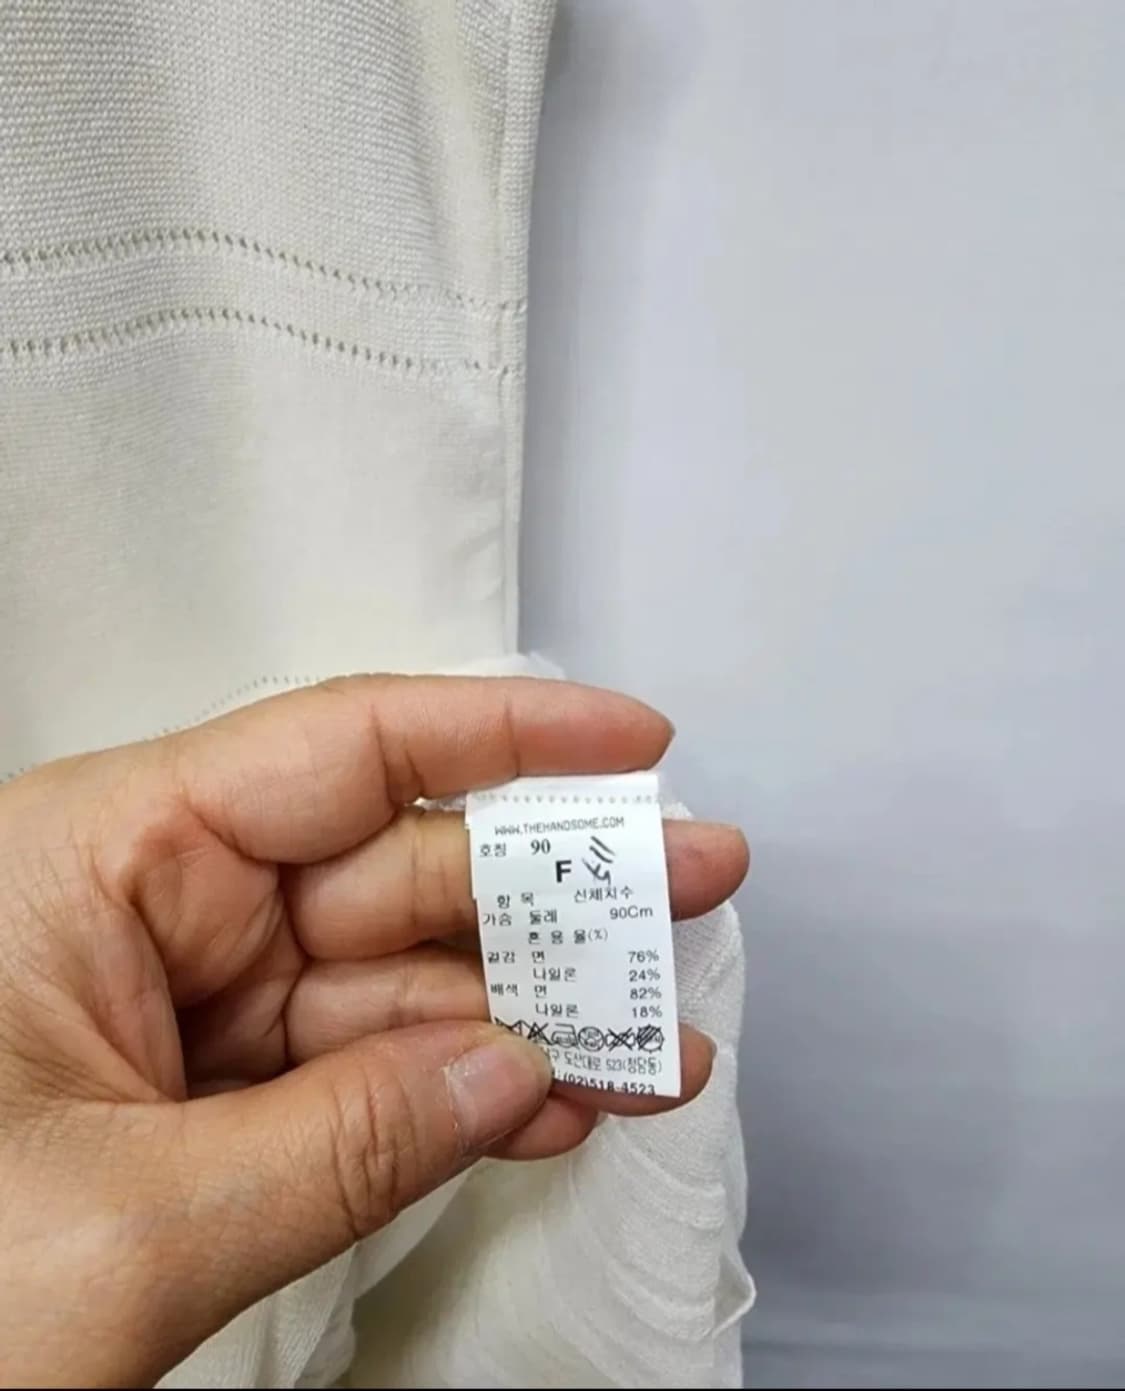 WWW.THEHANDSOME.COM
호칭 90
F
항 목 신체치수
가슴 둘레 90Cm
혼 용 율(%)
겉감 면 76%
나일론 24%
배색 면 82%
나일론 18%
구 도산대로 523(청담동)
:(02)518-4523